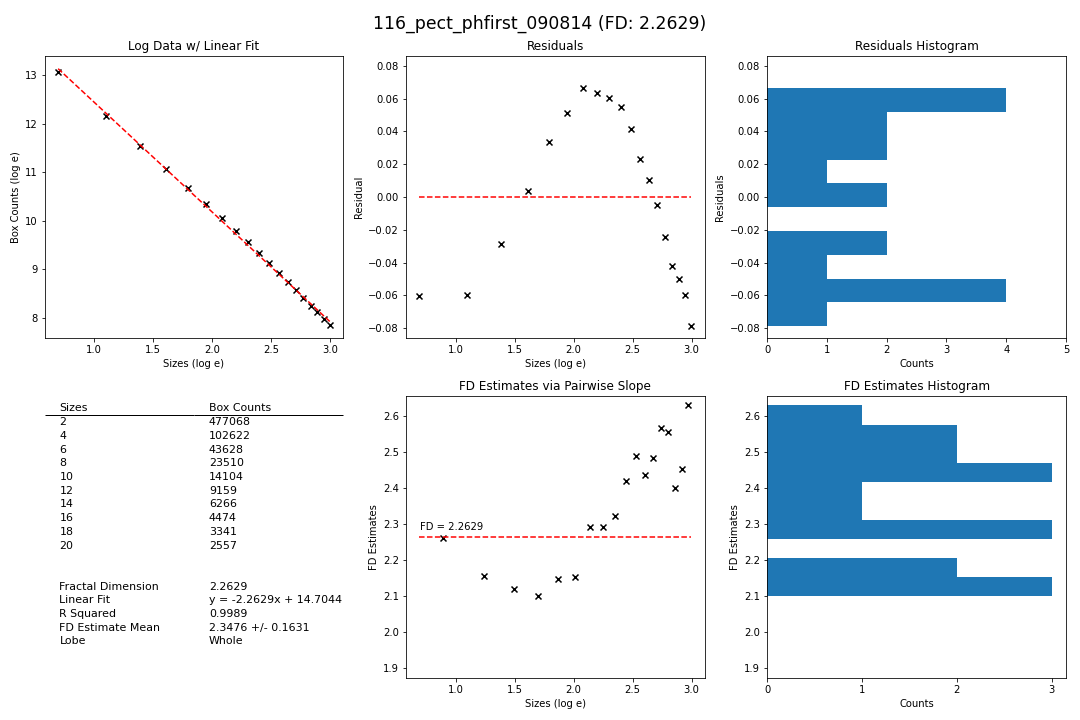 116_pect_phfirst_090814 (FD: 2.2629)
Log Data w/ Linear Fit
Box Counts (log e)
13
12
11
10
9
8
1.0 1.5 2.0 2.5 3.0
Sizes (log e)
Residuals
Residual
0.08
0.06
0.04
0.02
0.00
−0.02
−0.04
−0.06
−0.08
1.0 1.5 2.0 2.5 3.0
Sizes (log e)
Residuals Histogram
Residuals
0.08
0.06
0.04
0.02
0.00
−0.02
−0.04
−0.06
−0.08
0 1 2 3 4 5
Counts
Sizes Box Counts
2 477068
4 102622
6 43628
8 23510
10 14104
12 9159
14 6266
16 4474
18 3341
20 2557
Fractal Dimension 2.2629
Linear Fit y = -2.2629x + 14.7044
R Squared 0.9989
FD Estimate Mean 2.3476 +/- 0.1631
Lobe Whole
FD Estimates via Pairwise Slope
FD Estimates
2.6
2.5
2.4
2.3
2.2
2.1
2.0
1.9
FD = 2.2629
1.0 1.5 2.0 2.5 3.0
Sizes (log e)
FD Estimates Histogram
FD Estimates
2.6
2.5
2.4
2.3
2.2
2.1
2.0
1.9
0 1 2 3
Counts